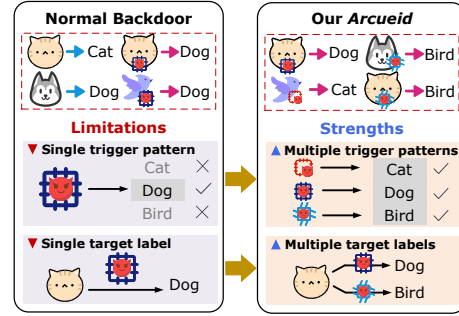 Normal Backdoor
Cat
Dog
Dog
Dog
Limitations
Single trigger pattern
Cat
Dog
Bird
Single target label
Dog
Our Arcueid
Dog
Bird
Cat
Bird
Strengths
Multiple trigger patterns
Cat
Dog
Bird
Multiple target labels
Dog
Bird